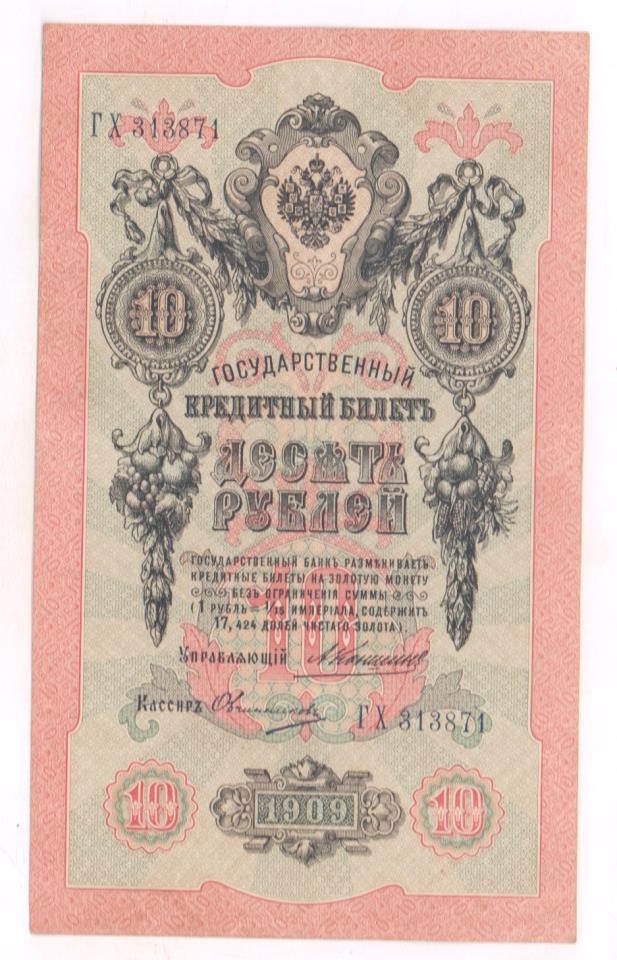 ГХ 313871
10 10
ГОСУДАРСТВЕННЫЙ
КРЕДИТНЫЙ БИЛЕТЪ
ДЕСЯТЬ
РУБЛЕЙ
ГОСУДАРСТВЕННЫЙ БАНКЪ РАЗМѢНИВАЕТЪ
КРЕДИТНЫЕ БИЛЕТЫ НА ЗОЛОТУЮ МОНЕТУ
БЕЗЪ ОГРАНИЧЕНІЯ СУММЫ
(1 РУБЛЬ = 1/15 ИМПЕРІАЛА, СОДЕРЖИТЪ
17,424 ДОЛЕЙ ЧИСТАГО ЗОЛОТА).
10
УПРАВЛЯЮЩІЙ
КАССИРЪ Овчинниковъ
ГХ 313871
10 1909 10